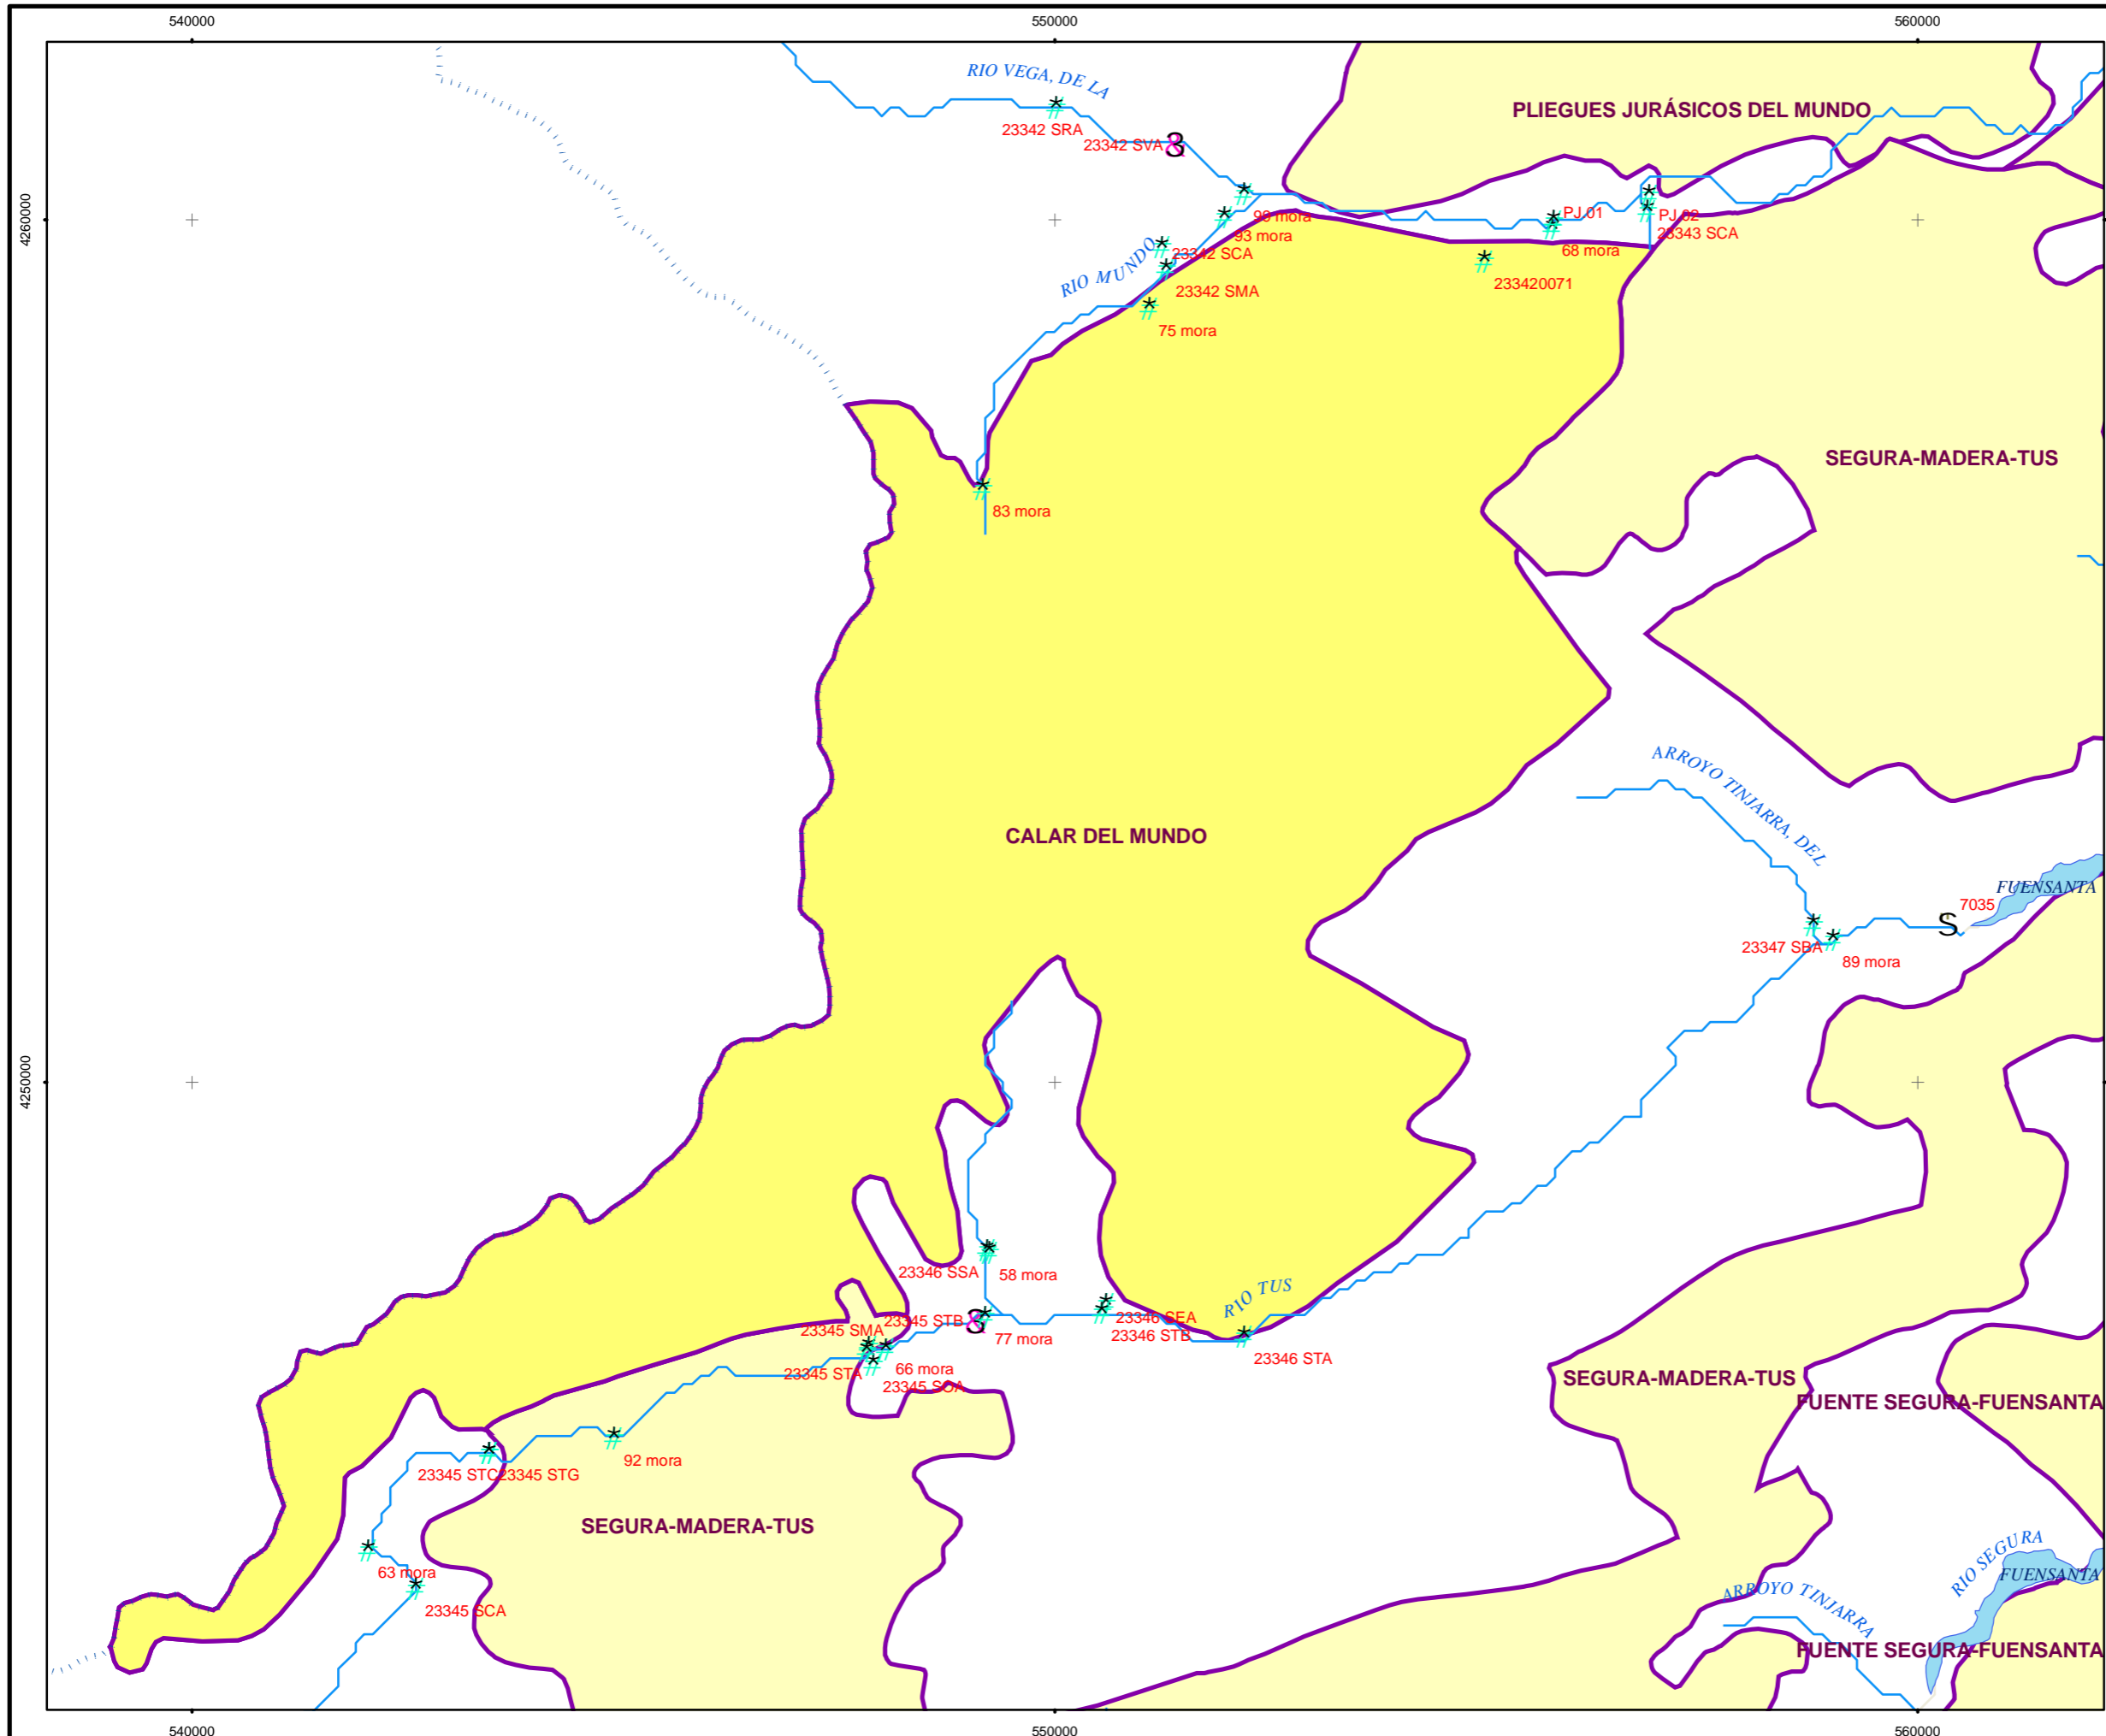 540000
550000
560000
RIO VEGA, DE LA
PLIEGUES JURÁSICOS DEL MUNDO
23342 SRA
23342 SVA
4260000
PJ 01
PJ 02
93 mora
23343 SCA
RIO MUNDO
23342 SCA
68 mora
233420071
23342 SMA
75 mora
SEGURA-MADERA-TUS
83 mora
ARROYO TINJARRA, DEL
CALAR DEL MUNDO
FUENSANTA
7035
S
23347 SBA
89 mora
4250000
23346 SSA
58 mora
RIO TUS
23345 STB
23346 SEA
23345 SMA
77 mora
23346 STB
23346 STA
66 mora
23345 STA
23345 SOA
SEGURA-MADERA-TUS
FUENTE SEGURA-FUENSANTA
92 mora
23345 STC
23345 STG
SEGURA-MADERA-TUS
RIO SEGURA
63 mora
FUENSANTA
23345 SCA
ARROYO TINJARRA
FUENTE SEGURA-FUENSANTA
540000
550000
560000